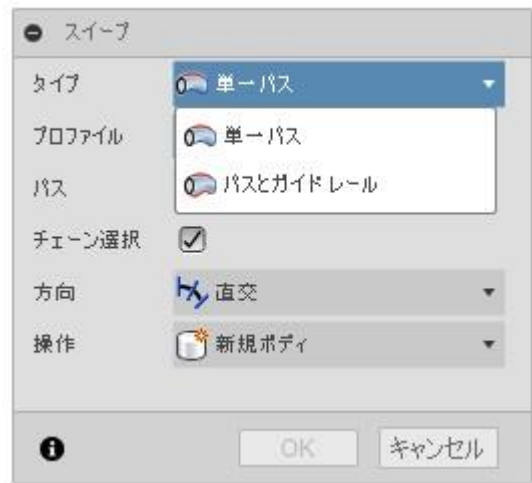 スイープ
タイプ 単一パス
プロファイル 単一パス
パス パスとガイド レール
チェーン選択
方向 直交
操作 新規ボディ
OK キャンセル